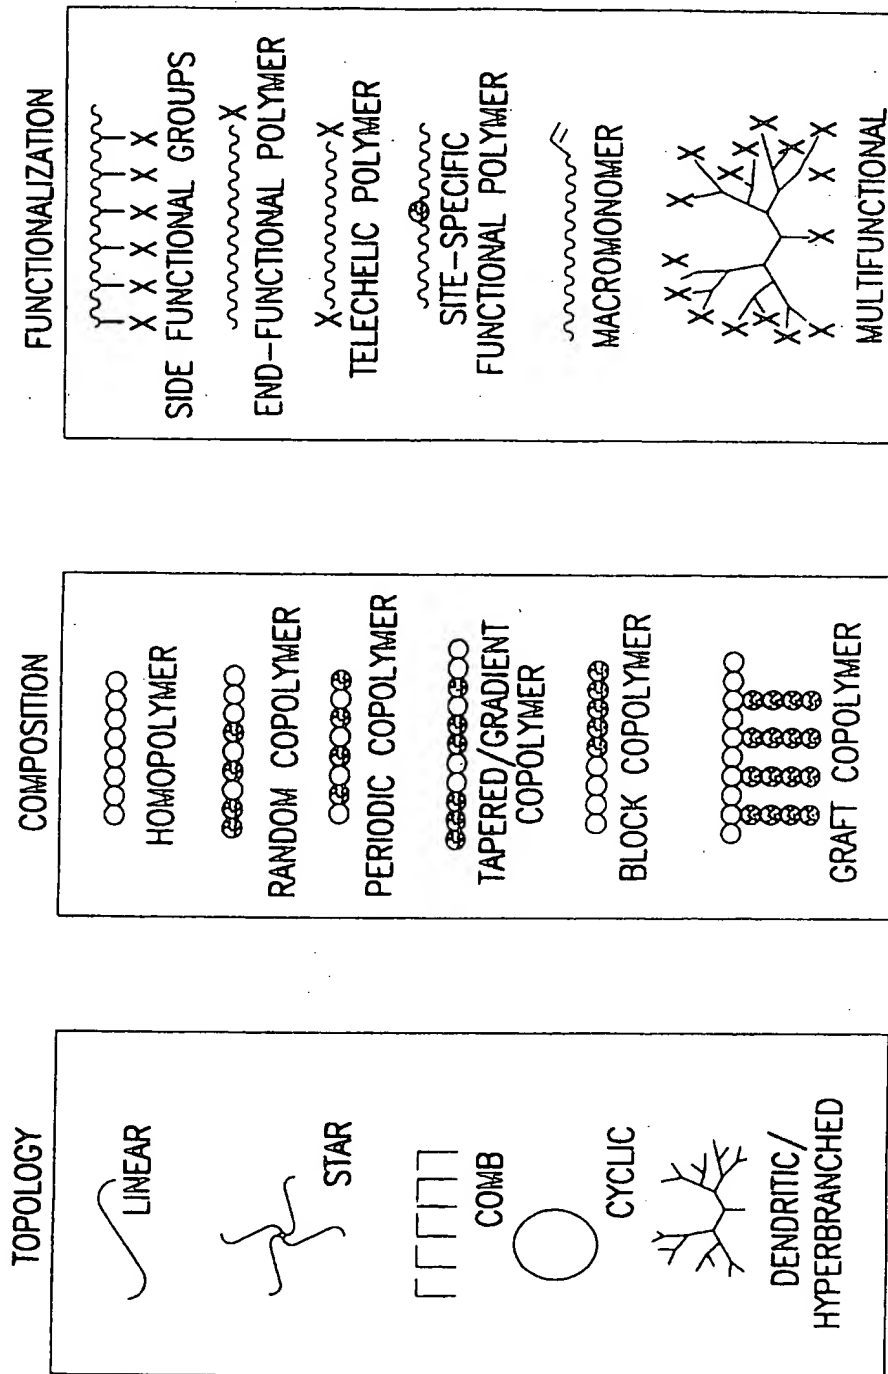 TOPOLOGY
LINEAR
STAR
COMB
CYCLIC
DENDRITIC/
HYPERBRANCHED
COMPOSITION
HOMOPOLYMER
RANDOM COPOLYMER
PERIODIC COPOLYMER
TAPERED/GRADIENT
COPOLYMER
BLOCK COPOLYMER
GRAFT COPOLYMER
FUNCTIONALIZATION
X X X X X X
SIDE FUNCTIONAL GROUPS
X
END-FUNCTIONAL POLYMER
X X
TELECHELIC POLYMER
SITE-SPECIFIC
FUNCTIONAL POLYMER
MACROMONOMER
X X X X X X X X X X X X X X X
MULTIFUNCTIONAL